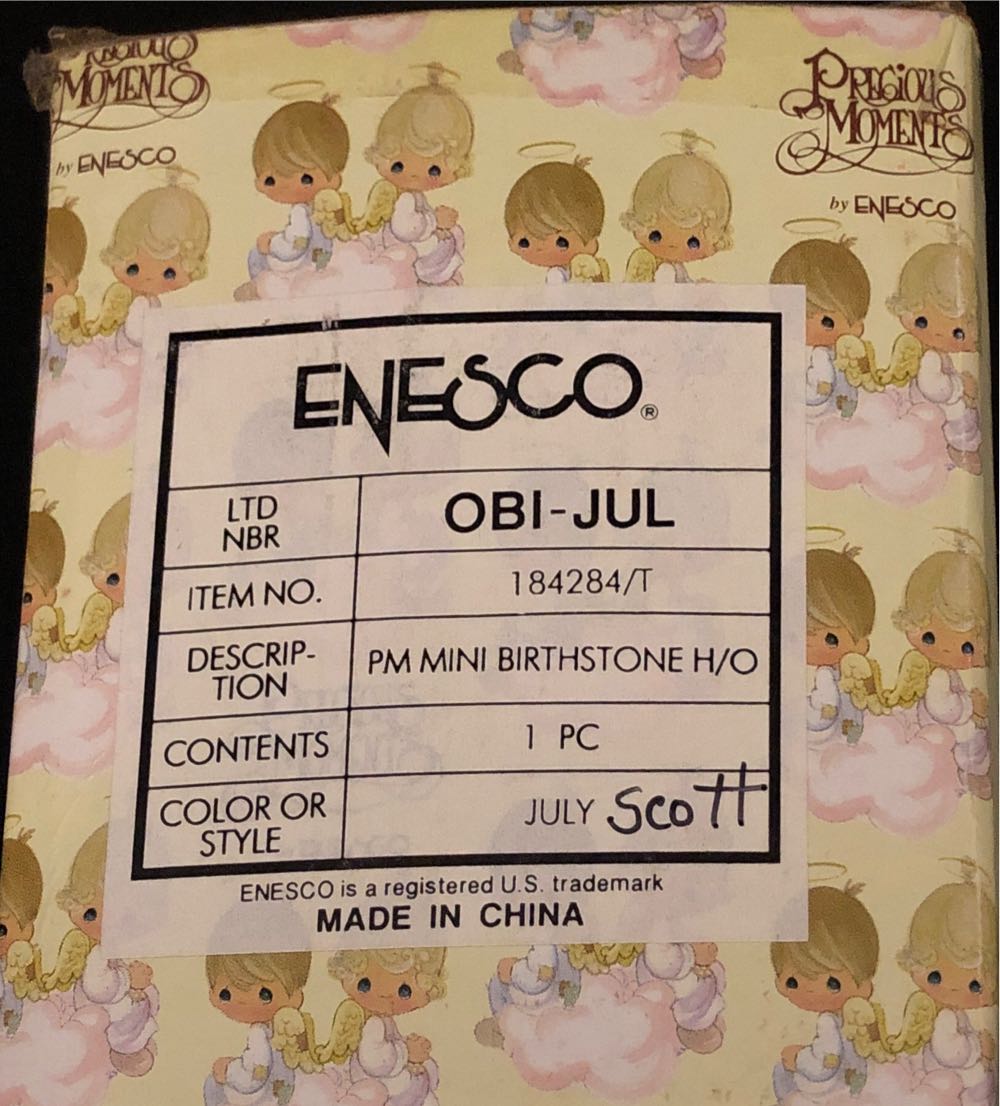 MOMENTS
by ENESCO
PRECIOUS
MOMENTS
by ENESCO
ENESCO®
LTD
NBR
OBI-JUL
ITEM NO.
184284/T
DESCRIP-
TION
PM MINI BIRTHSTONE H/O
CONTENTS
1 PC
COLOR OR
STYLE
JULY Scott
ENESCO is a registered U.S. trademark
MADE IN CHINA